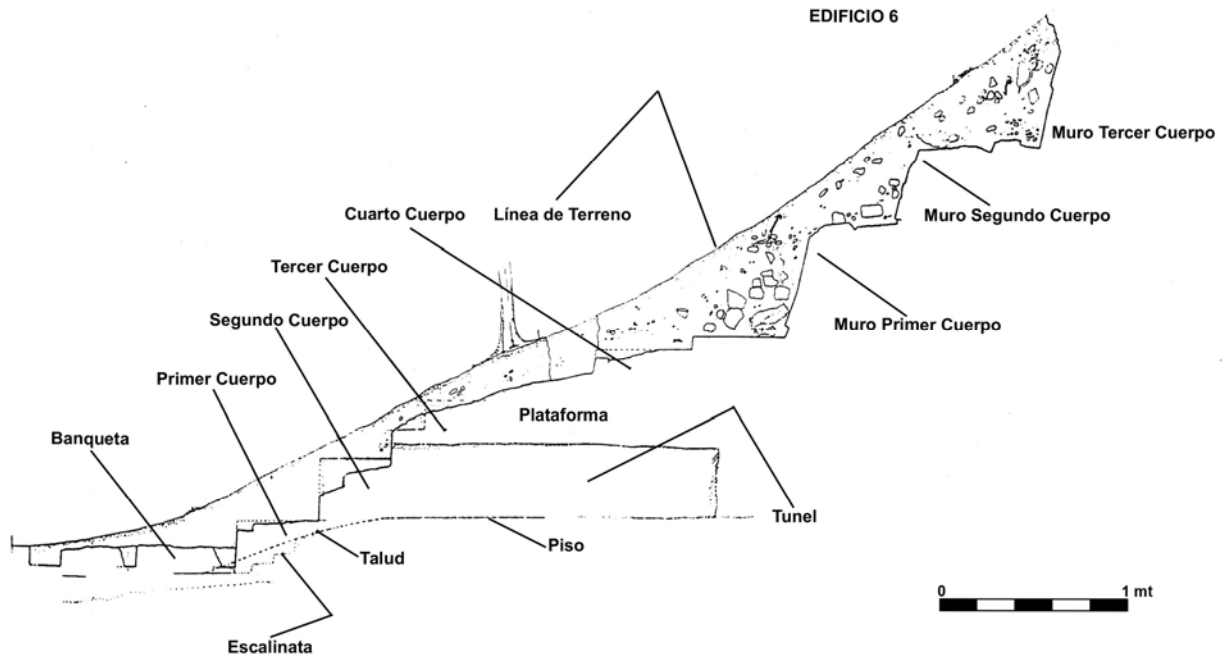 EDIFICIO 6
Muro Tercer Cuerpo
Cuarto Cuerpo
Línea de Terreno
Muro Segundo Cuerpo
Tercer Cuerpo
Segundo Cuerpo
Muro Primer Cuerpo
Primer Cuerpo
Plataforma
Banqueta
Tunel
Piso
Talud
0 1 mt
Escalinata